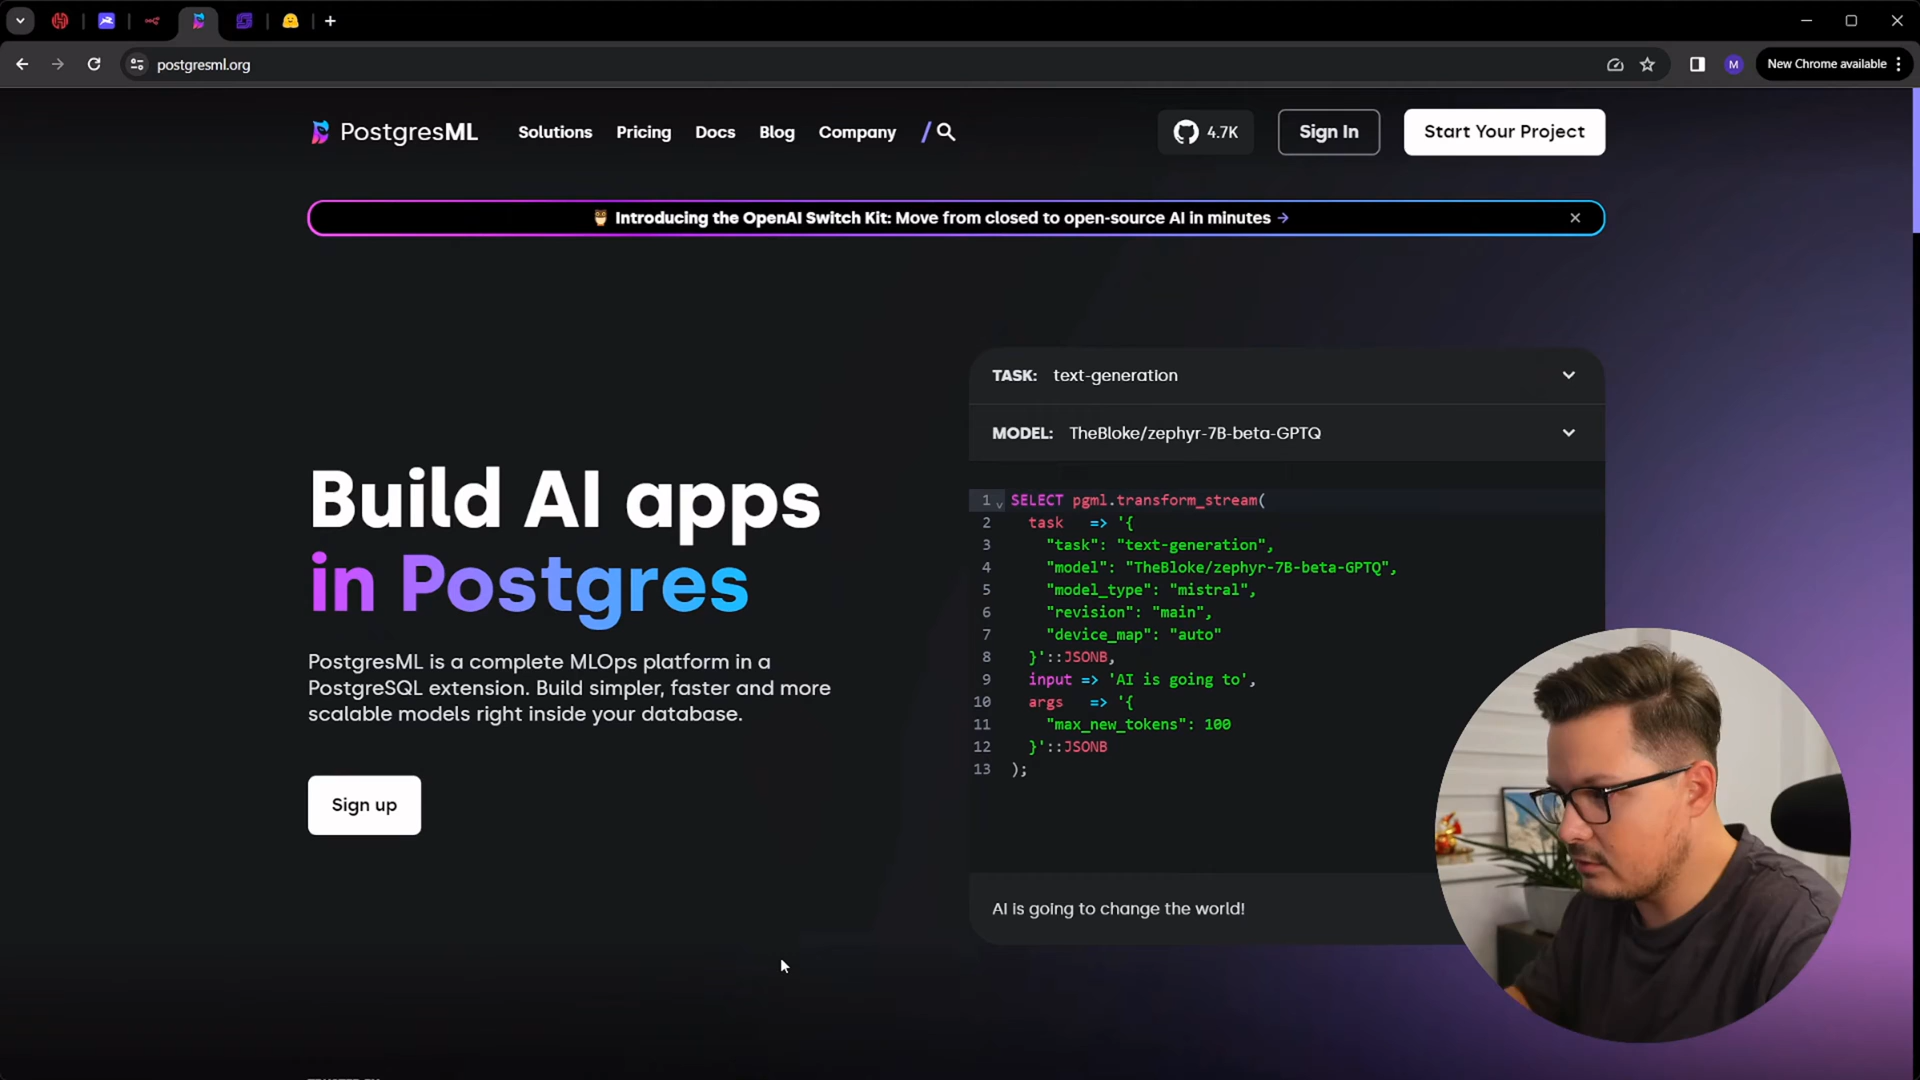 postgresml.org
M
New Chrome available
PostgresML
Solutions
Pricing
Docs
Blog
Company
/
4.7K
Sign In
Start Your Project
Introducing the OpenAI Switch Kit: Move from closed to open-source AI in minutes →
TASK: text-generation
MODEL: TheBloke/zephyr-7B-beta-GPTQ
Build AI apps
in Postgres
PostgresML is a complete MLOps platform in a
PostgreSQL extension. Build simpler, faster and more
scalable models right inside your database.
Sign up
1 SELECT pgml.transform_stream(
2 task => '{
3 "task": "text-generation",
4 "model": "TheBloke/zephyr-7B-beta-GPTQ",
5 "model_type": "mistral",
6 "revision": "main",
7 "device_map": "auto"
8 }'::JSONB,
9 input => 'AI is going to',
10 args => '{
11 "max_new_tokens": 100
12 }'::JSONB
13 );
AI is going to change the world!